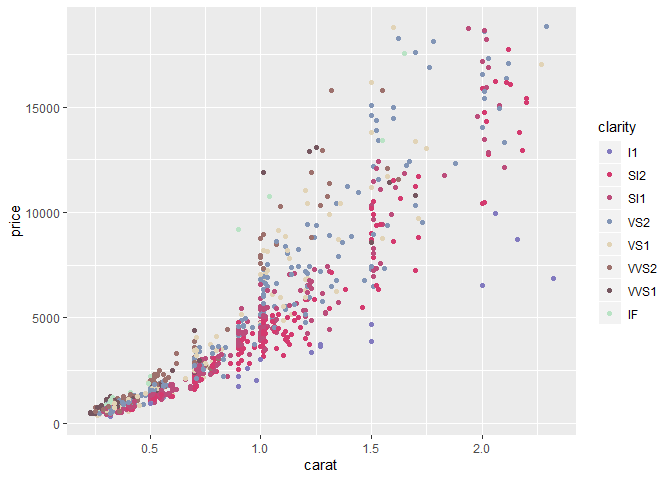 15000
10000
5000
0
price
0.5
1.0
1.5
2.0
carat
clarity
I1
SI2
SI1
VS2
VS1
VVS2
VVS1
IF